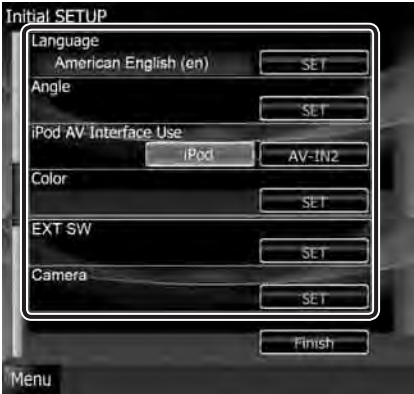 Initial SETUP
Language
American English (en) SET
Angle
SET
iPod AV Interface Use
iPod AV-IN2
Color
SET
EXT SW
SET
Camera
SET
Finish
Menu